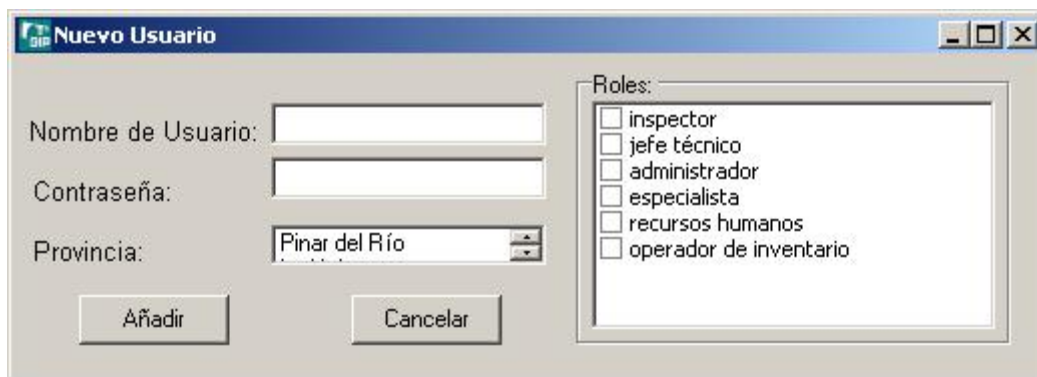 Nuevo Usuario
Nombre de Usuario:
Contraseña:
Provincia:
Pinar del Río
Añadir
Cancelar
Roles:
inspector
jefe técnico
administrador
especialista
recursos humanos
operador de inventario